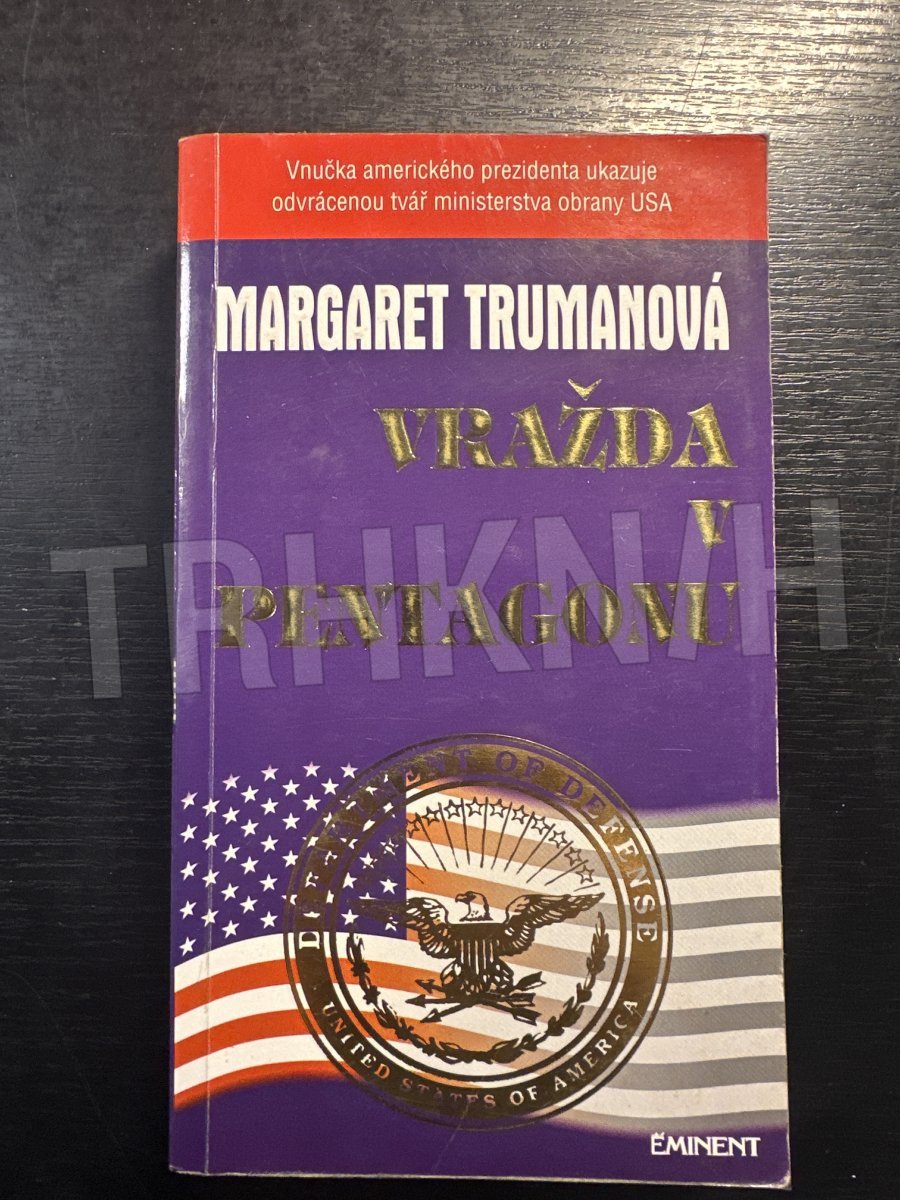 Vnučka amerického prezidenta ukazuje
odvrácenou tvář ministerstva obrany USA
MARGARET TRUMANOVÁ
VRAŽDA
V
PENTAGONU
TRHKNIH
DEPARTMENT OF DEFENSE
UNITED STATES OF AMERICA
EMINENT